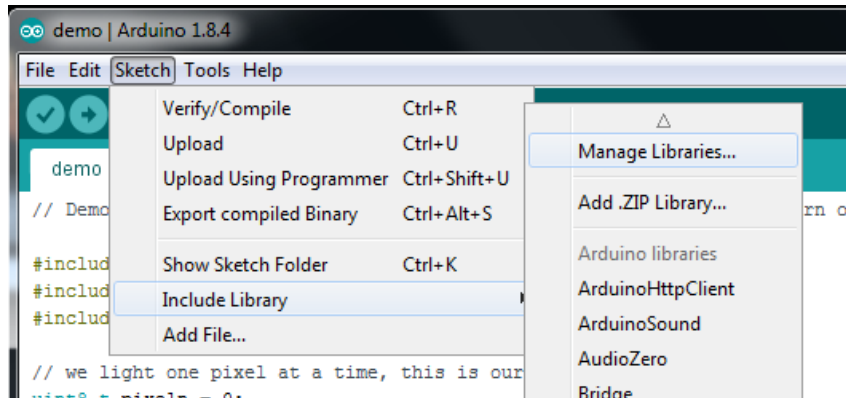 demo | Arduino 1.8.4
File Edit Sketch Tools Help
Verify/Compile Ctrl+R
Upload Ctrl+U
Upload Using Programmer Ctrl+Shift+U
Export compiled Binary Ctrl+Alt+S
Show Sketch Folder Ctrl+K
Include Library
Add File...
Manage Libraries...
Add .ZIP Library...
Arduino libraries
ArduinoHttpClient
ArduinoSound
AudioZero
Bridge
demo
// Demo
rn o
#includ
#includ
#includ
// we light one pixel at a time, this is our
uint8_t pixeln = 0;